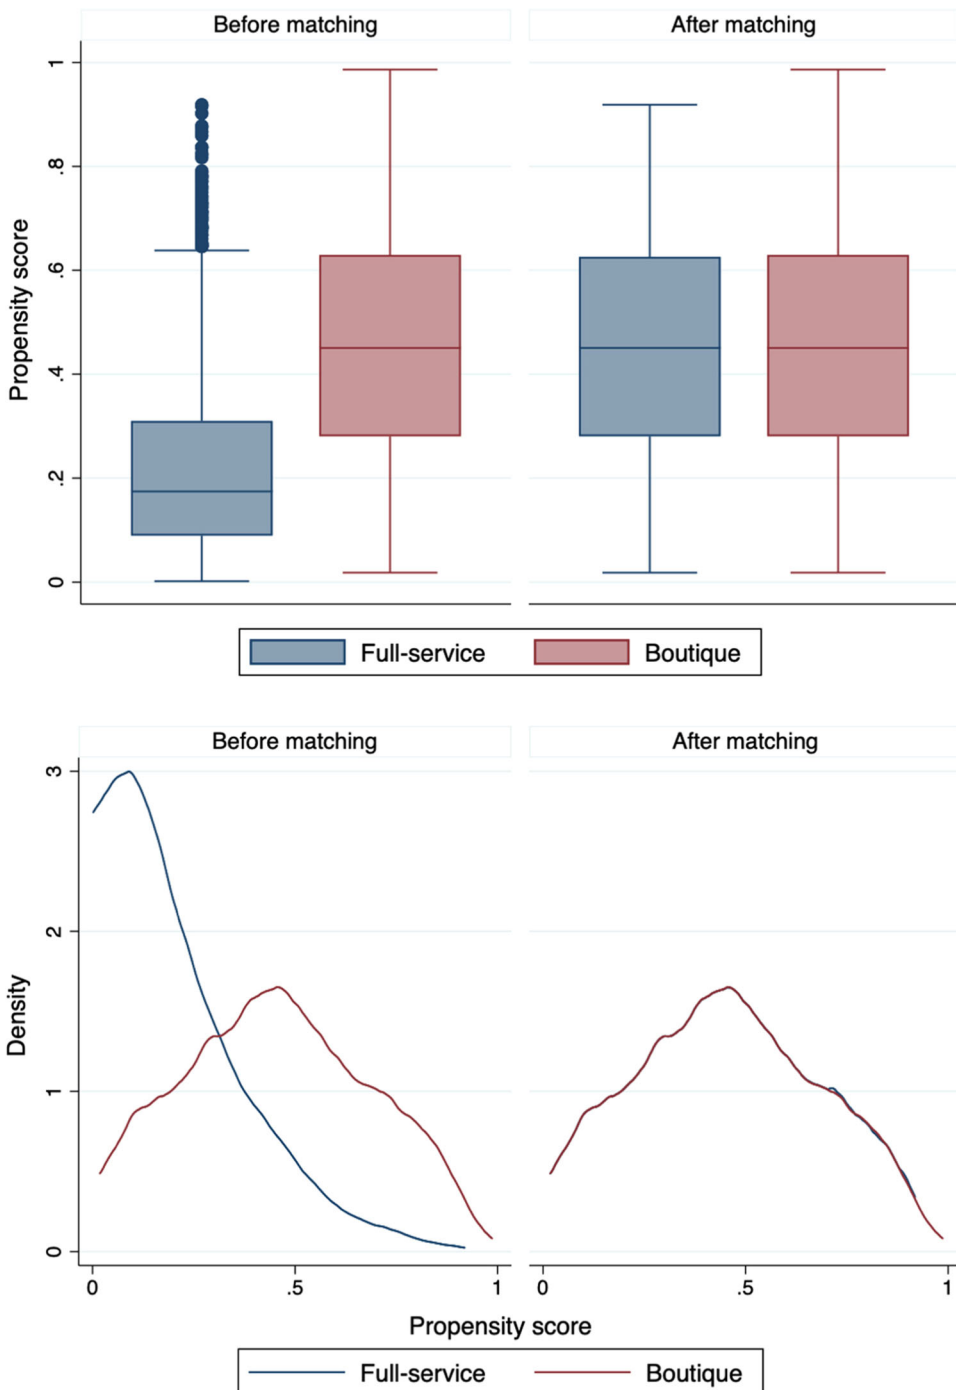 Before matching After matching
1
.8
.6
.4
.2
0
Propensity score
Full-service Boutique
Before matching After matching
3
2
1
0
Density
0 .5 1 0 .5 1
Propensity score
Full-service Boutique